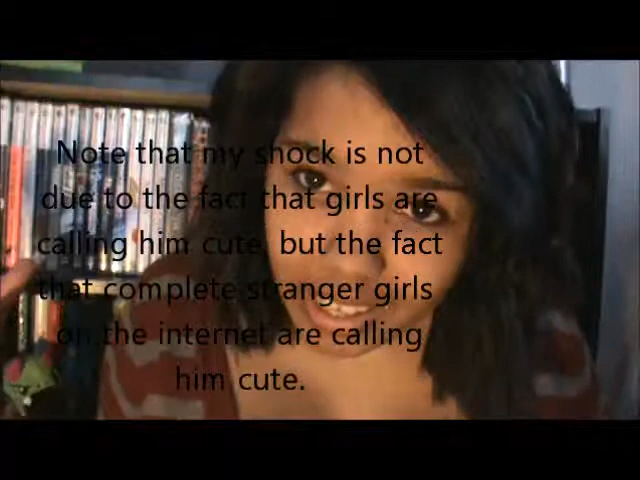 Note that my shock is not
due to the fact that girls are
calling him cute, but the fact
that complete stranger girls
on the internet are calling
him cute.